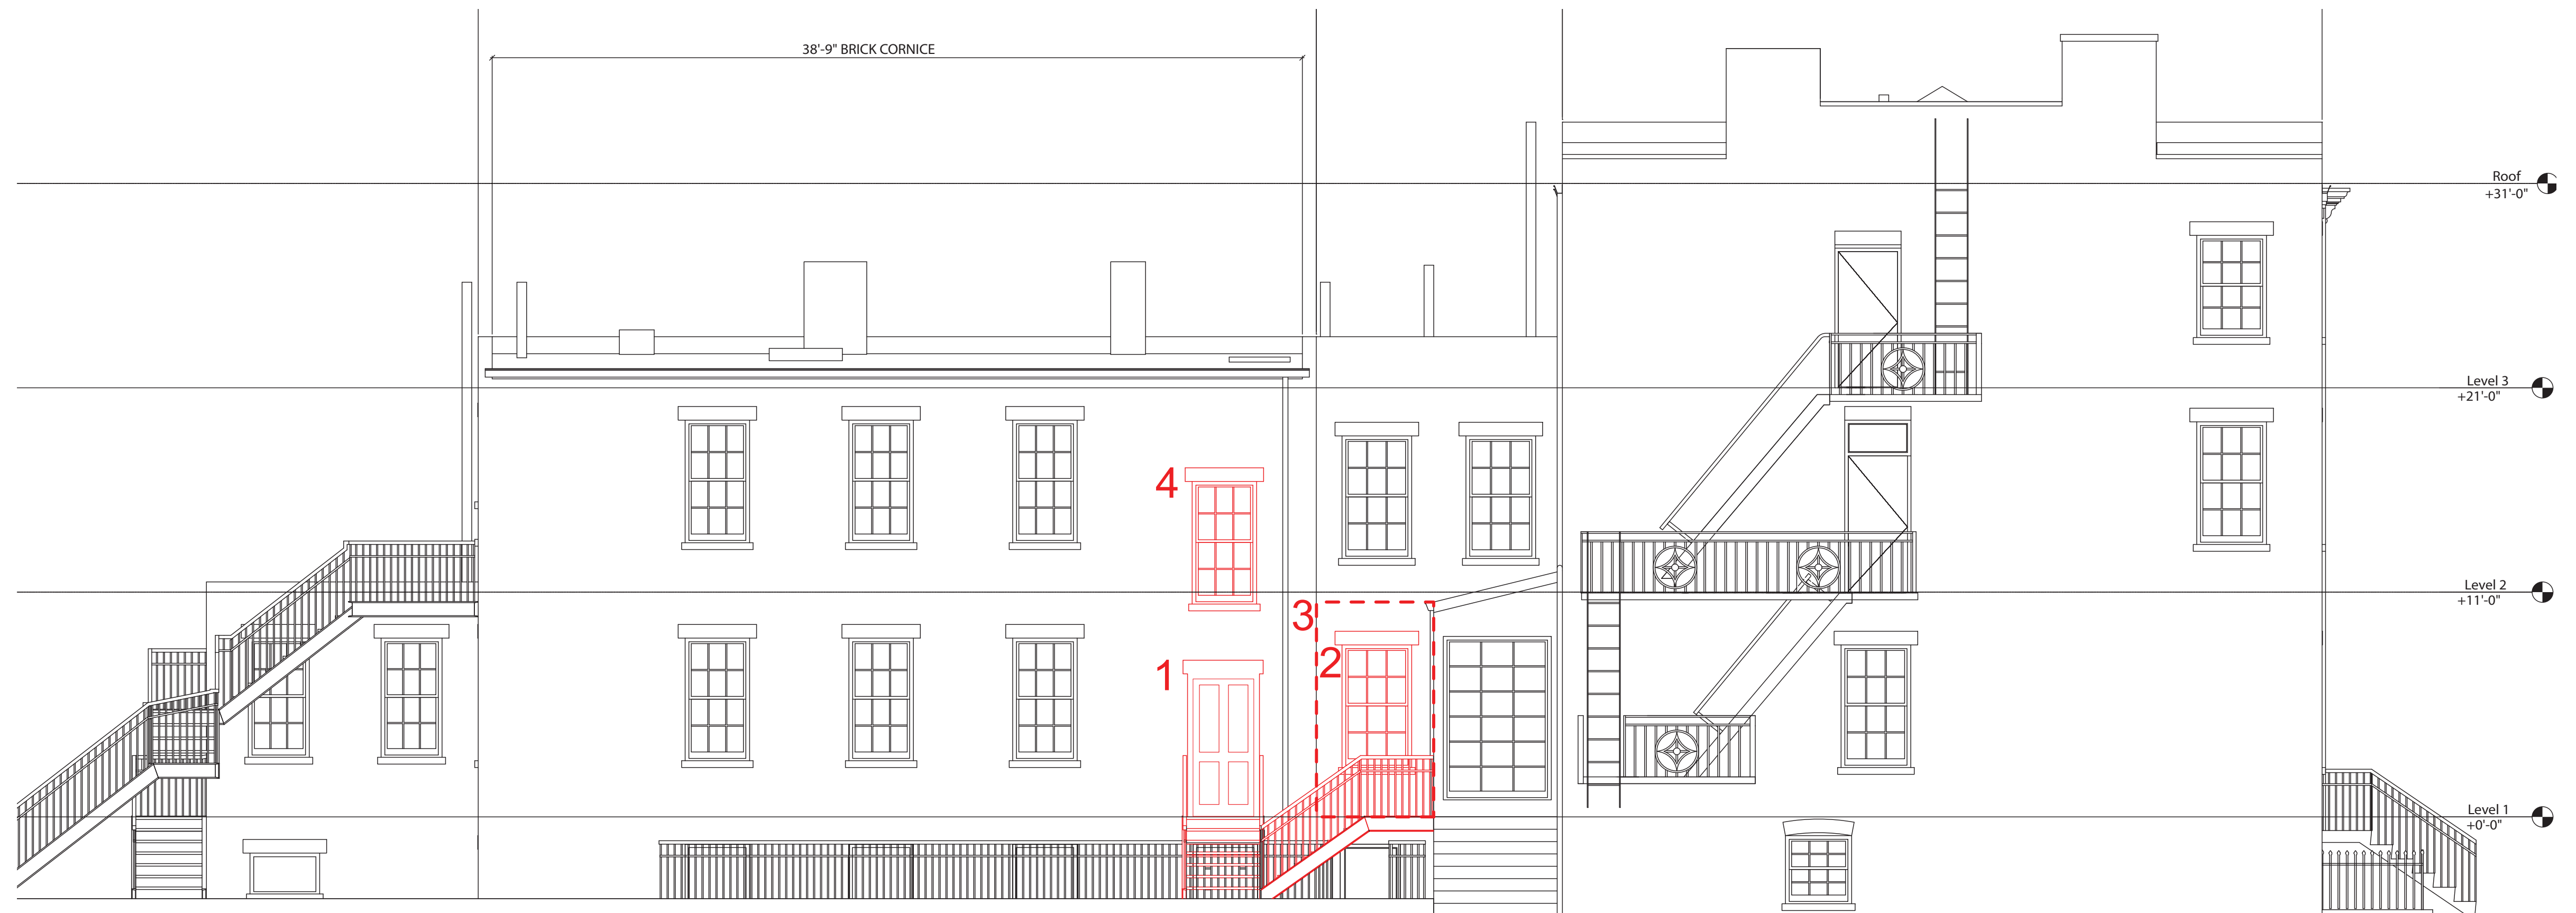 38'-9" BRICK CORNICE
Roof
+31'-0"
Level 3
+21'-0"
4
Level 2
+11'-0"
3
2
1
Level 1
+0'-0"